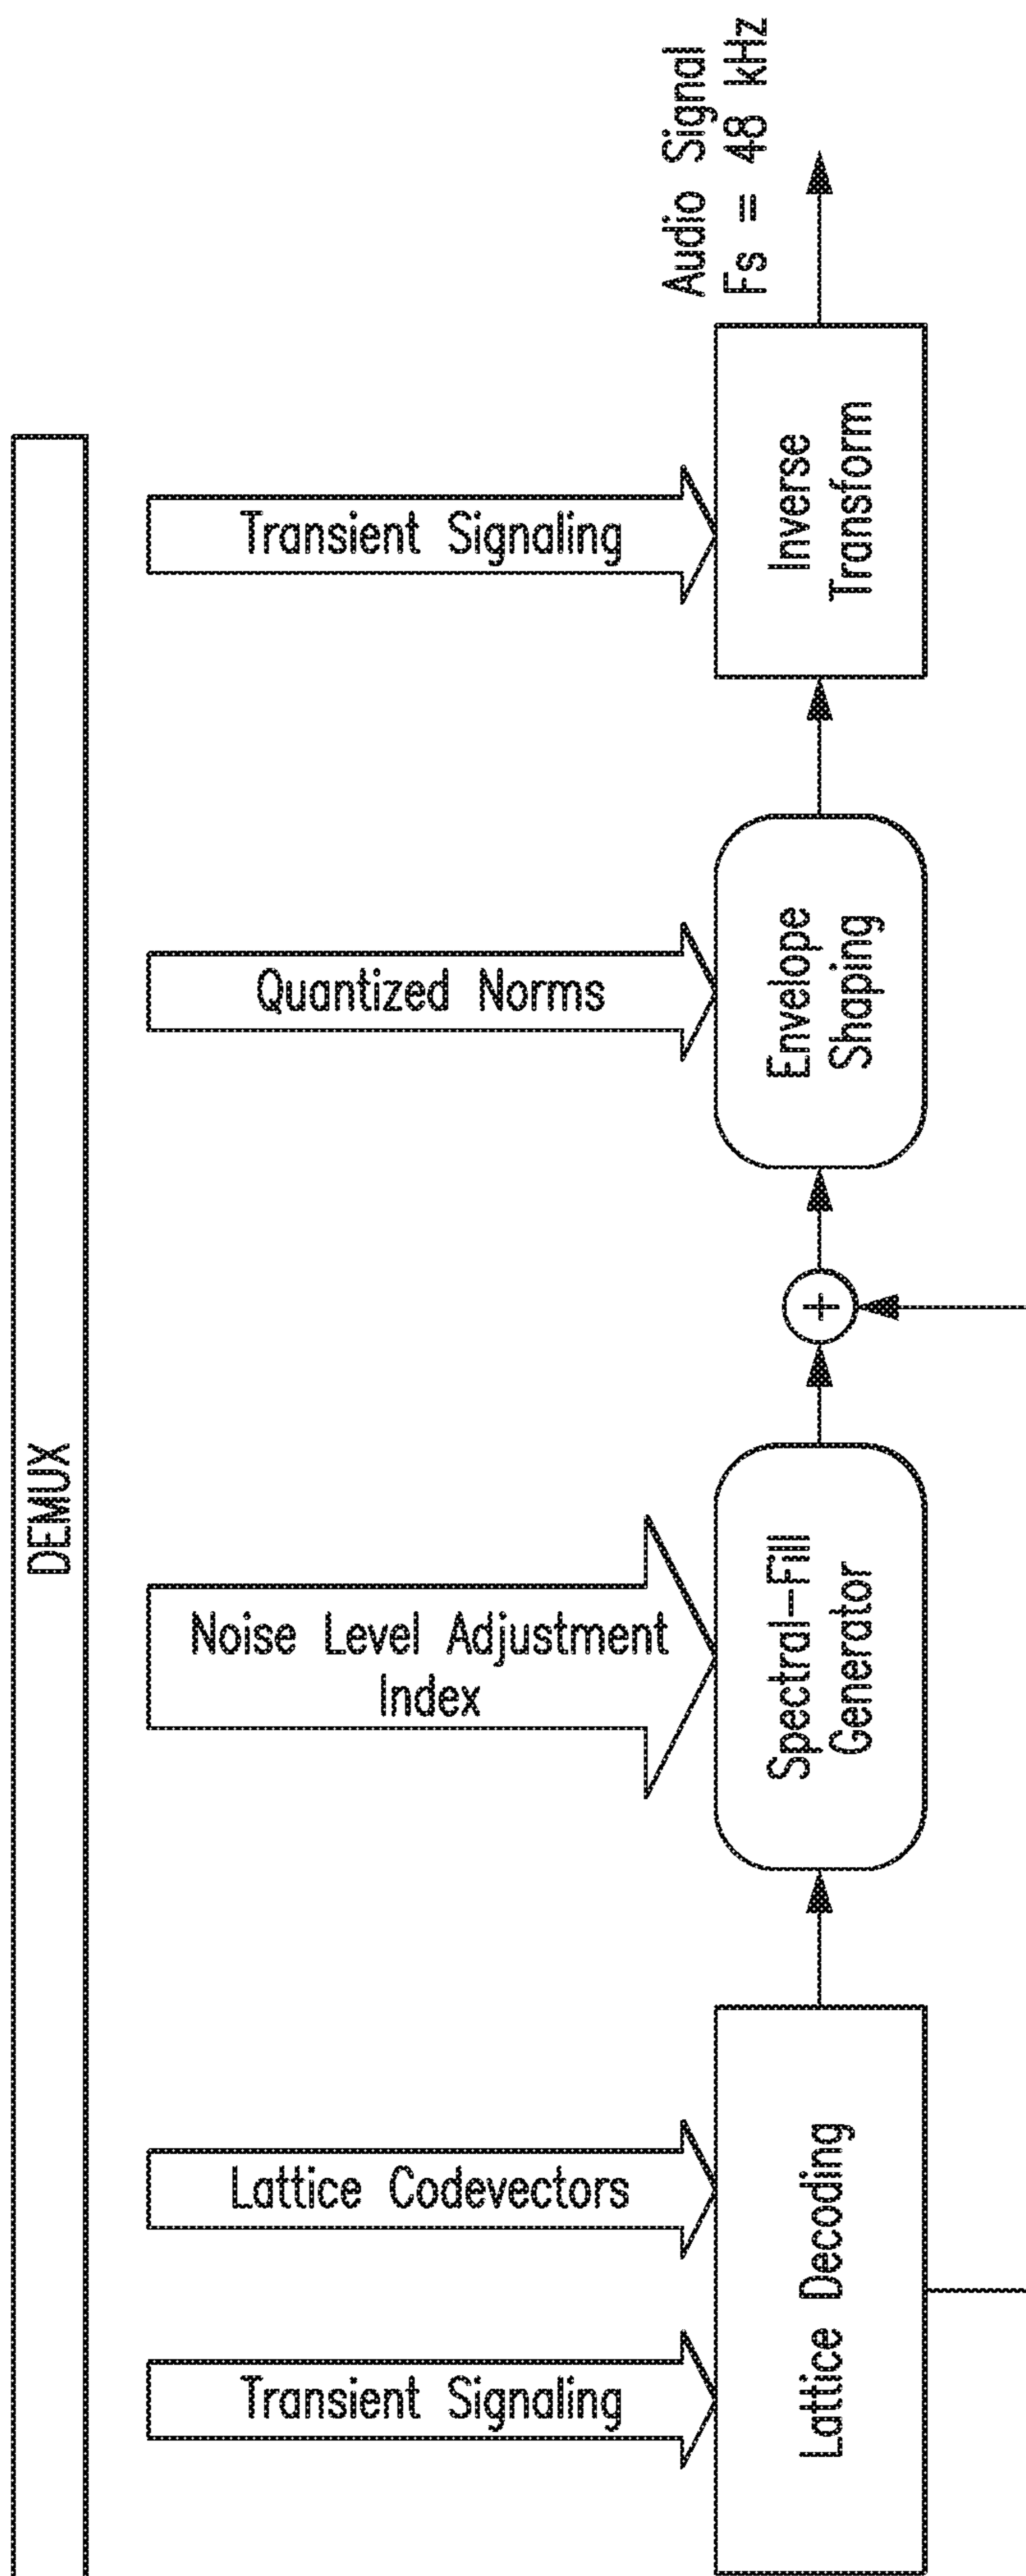 DEMUX
Transient Signaling
Lattice Codevectors
Noise Level Adjustment
Index
Quantized Norms
Transient Signaling
Lattice Decoding
Spectral-Fill
Generator
+
Envelope
Shaping
Inverse
Transform
Audio Signal
Fs = 48 kHz